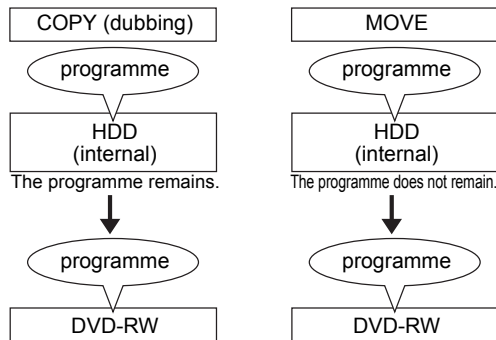 COPY (dubbing)
programme
HDD
(internal)
The programme remains.
programme
DVD-RW
MOVE
programme
HDD
(internal)
The programme does not remain.
programme
DVD-RW